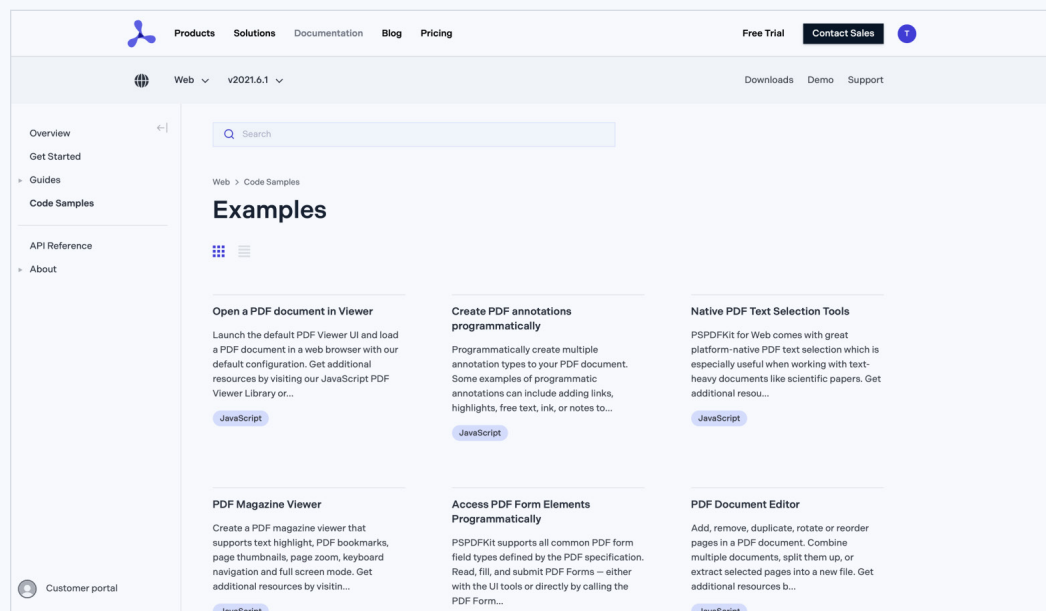 Products Solutions Documentation Blog Pricing Free Trial Contact Sales T
Web v2021.6.1 Downloads Demo Support
Overview
Get Started
Guides
Code Samples
API Reference
About
Customer portal
Search
Web > Code Samples
Examples
Open a PDF document in Viewer
Launch the default PDF Viewer UI and load
a PDF document in a web browser with our
default configuration. Get additional
resources by visiting our JavaScript PDF
Viewer Library or...
JavaScript
Create PDF annotations
programmatically
Programmatically create multiple
annotation types to your PDF document.
Some examples of programmatic
annotations can include adding links,
highlights, free text, ink, or notes to...
JavaScript
Native PDF Text Selection Tools
PSPDFKit for Web comes with great
platform-native PDF text selection which is
especially useful when working with text-
heavy documents like scientific papers. Get
additional resou...
JavaScript
PDF Magazine Viewer
Create a PDF magazine viewer that
supports text highlight, PDF bookmarks,
page thumbnails, page zoom, keyboard
navigation and full screen mode. Get
additional resources by visitin...
JavaScript
Access PDF Form Elements
Programmatically
PSPDFKit supports all common PDF form
field types defined by the PDF specification.
Read, fill, and submit PDF Forms — either
with the UI tools or directly by calling the
PDF Form...
PDF Document Editor
Add, remove, duplicate, rotate or reorder
pages in a PDF document. Combine
multiple documents, split them up, or
extract selected pages into a new file. Get
additional resources b...
JavaScript